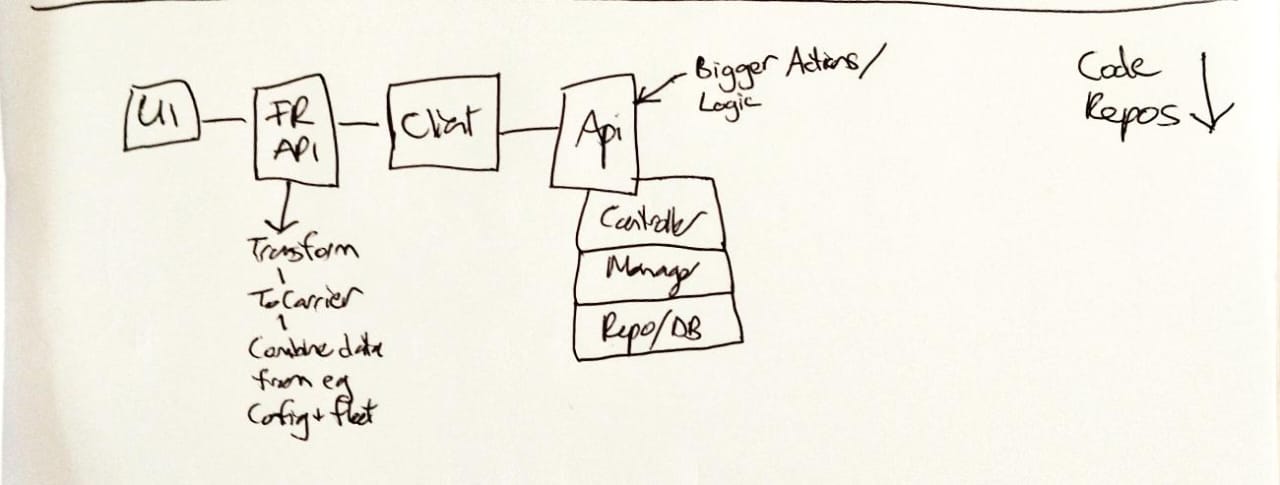 UI
FR
API
Client
Api
Bigger Actions/
Logic
Code
Repos
Controller
Manager
Repo/DB
Transform
To Carrier
Combine data
from eg
Config + fleet